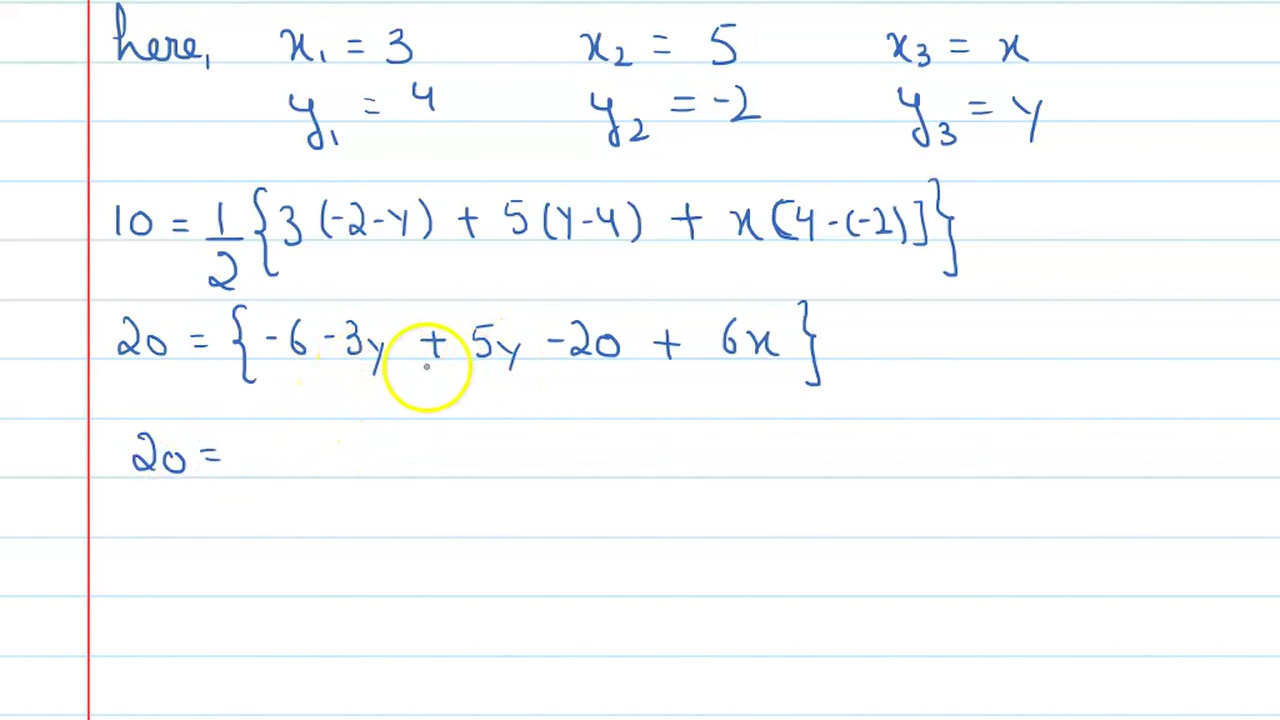 here, x₁ = 3 x₂ = 5 x₃ = x
y₁ = 4 y₂ = -2 y₃ = y
10 = 1/2 {3(-2-y) + 5(y-4) + x[4-(-2)]}
20 = {-6 -3y + 5y -20 + 6x}
20 =